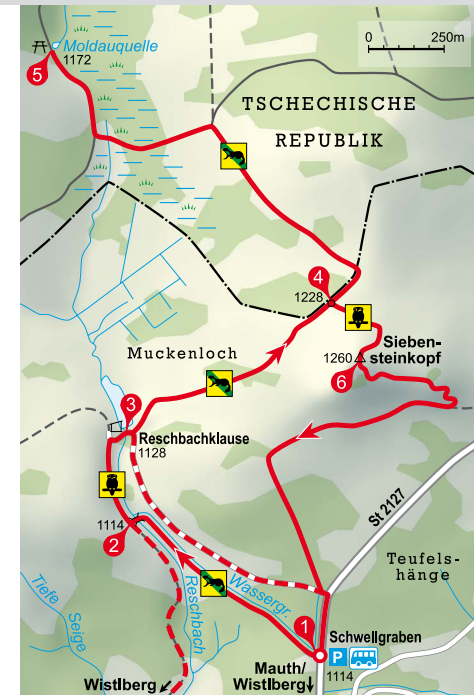 Moldauquelle
1172
5
0 250m
TSCHECHISCHE
REPUBLIK
4
1228
Sieben-
steinkopf
1260
6
Muckenloch
3
Reschbachklause
1128
1114
2
St 2127
Teufels-
hänge
Tiefe
Seige
Reschbach
Wassergr.
1
Schwellgraben
P
1114
Mauth/
Wistlberg
Wistlberg